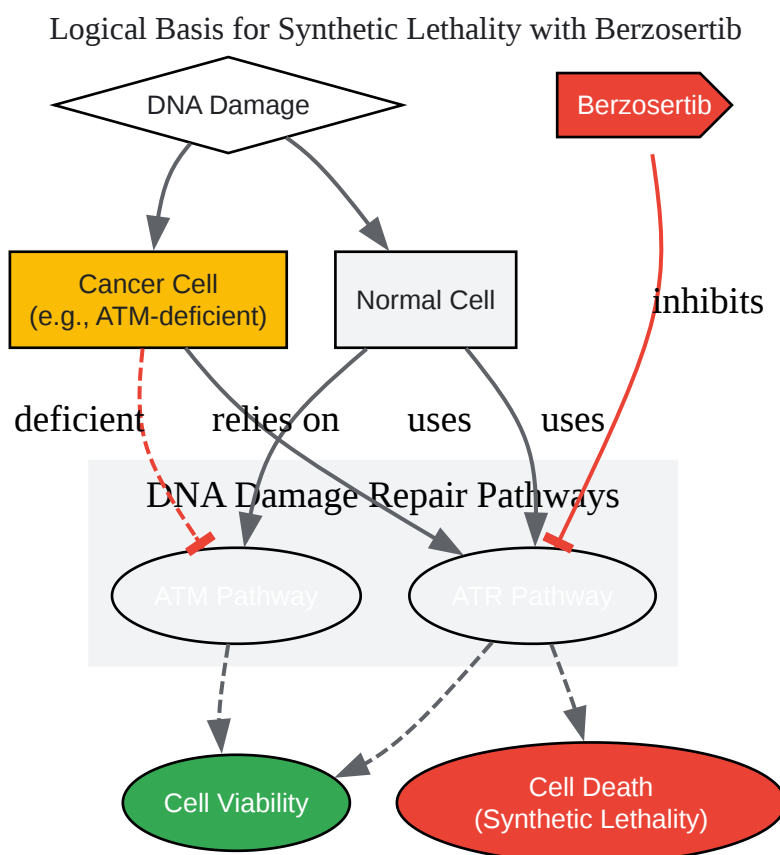 Logical Basis for Synthetic Lethality with Berzosertib
DNA Damage
Berzosertib
Cancer Cell
(e.g., ATM-deficient)
Normal Cell
inhibits
deficient
relies on
uses
uses
DNA Damage Repair Pathways
ATM Pathway
ATR Pathway
Cell Viability
Cell Death
(Synthetic Lethality)